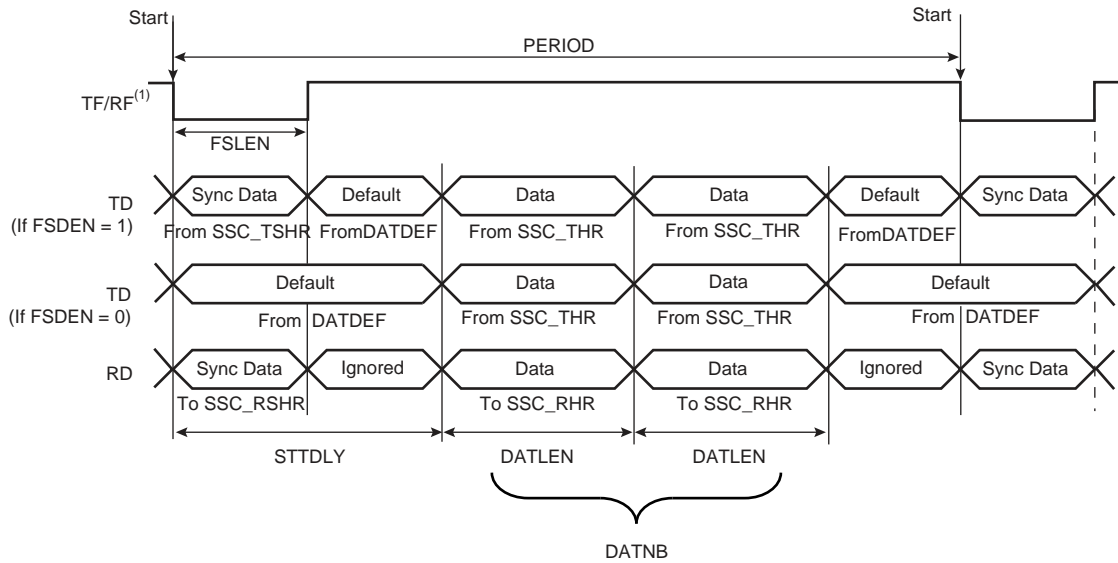 Start Start
PERIOD
TF/RF(1)
FSLEN
TD
(If FSDEN = 1)
Sync Data Default Data Data Default Sync Data
From SSC_TSHR FromDATDEF From SSC_THR From SSC_THR FromDATDEF
TD
(If FSDEN = 0)
Default Data Data Default
From DATDEF From SSC_THR From SSC_THR From DATDEF
RD
Sync Data Ignored Data Data Ignored Sync Data
To SSC_RSHR To SSC_RHR To SSC_RHR
STTDLY DATLEN DATLEN
DATNB